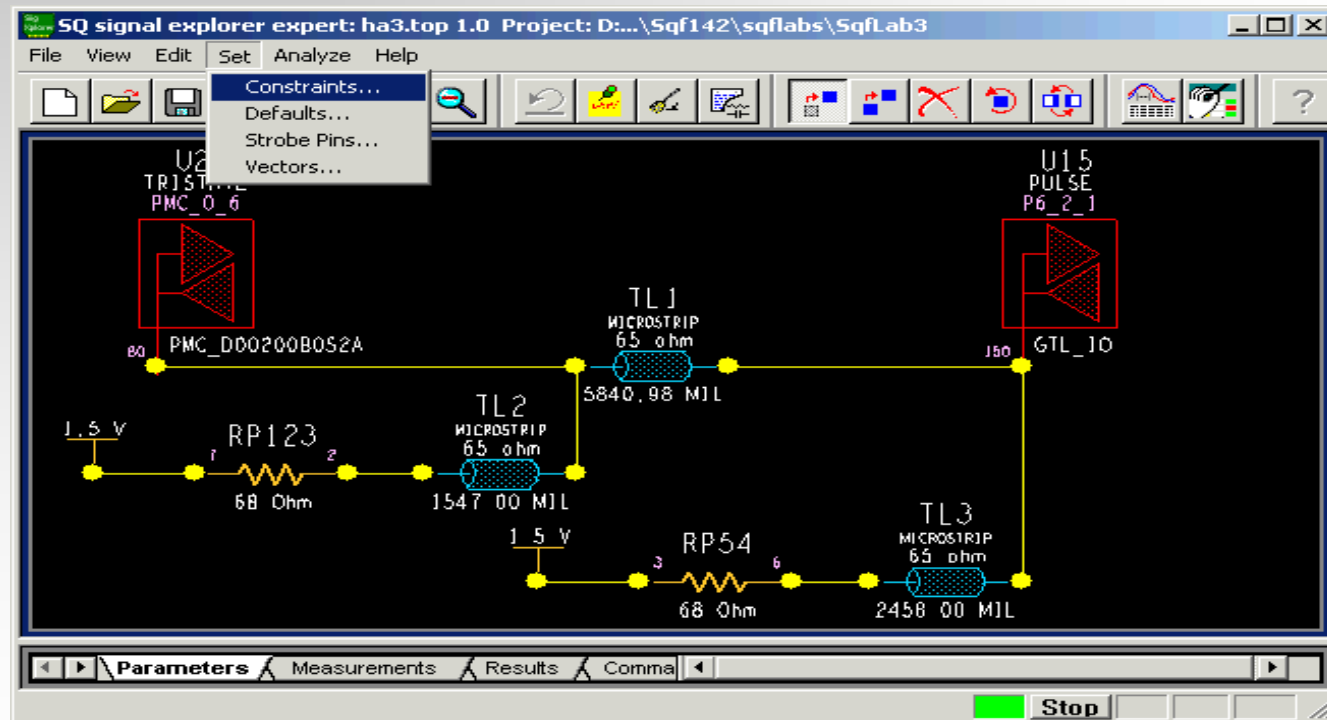 SQ signal explorer expert: ha3.top 1.0 Project: D:...\Sqf142\sqflabs\SqfLab3
File View Edit Set Analyze Help
Constraints...
Defaults...
Strobe Pins...
Vectors...
PMC_0_6
80
PMC_D00200B0S2A
U15
PULSE
P6_2_1
J50
GTL_IO
TL1
MICROSTRIP
65 ohm
5840.98 MIL
1.5 V
RP123
1 2
68 Ohm
TL2
MICROSTRIP
65 ohm
1547 00 MIL
1 5 V
RP54
3 6
68 Ohm
TL3
MICROSTRIP
65 ohm
2458 00 MIL
Parameters Measurements Results Comma
Stop